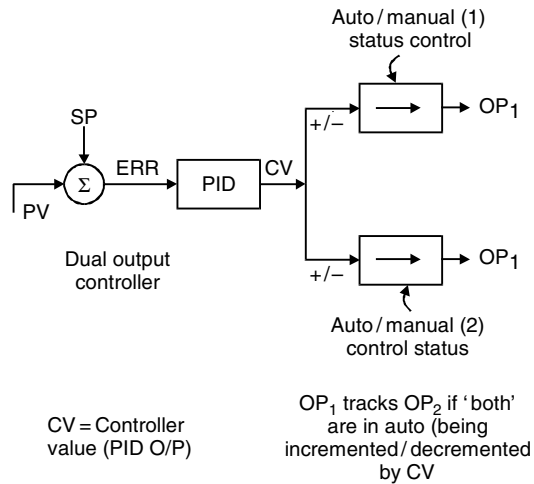 Auto/manual (1)
status control
SP
+/−
OP₁
ERR
PID
CV
Σ
PV
Dual output
controller
+/−
OP₁
Auto/manual (2)
control status
CV = Controller
value (PID O/P)
OP₁ tracks OP₂ if ‘both’
are in auto (being
incremented/decremented
by CV